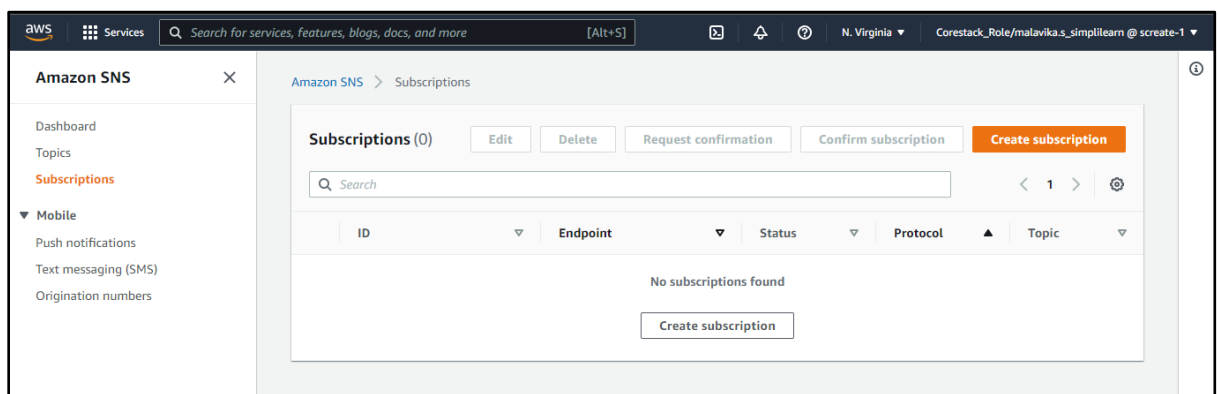 aws Services Search for services, features, blogs, docs, and more [Alt+S] N. Virginia ▼ Corestack_Role/malavika.s_simplilearn @ screate-1 ▼
Amazon SNS
Dashboard
Topics
Subscriptions
Mobile
Push notifications
Text messaging (SMS)
Origination numbers
Amazon SNS > Subscriptions
Subscriptions (0) Edit Delete Request confirmation Confirm subscription Create subscription
Search
< 1 >
ID Endpoint Status Protocol Topic
No subscriptions found
Create subscription